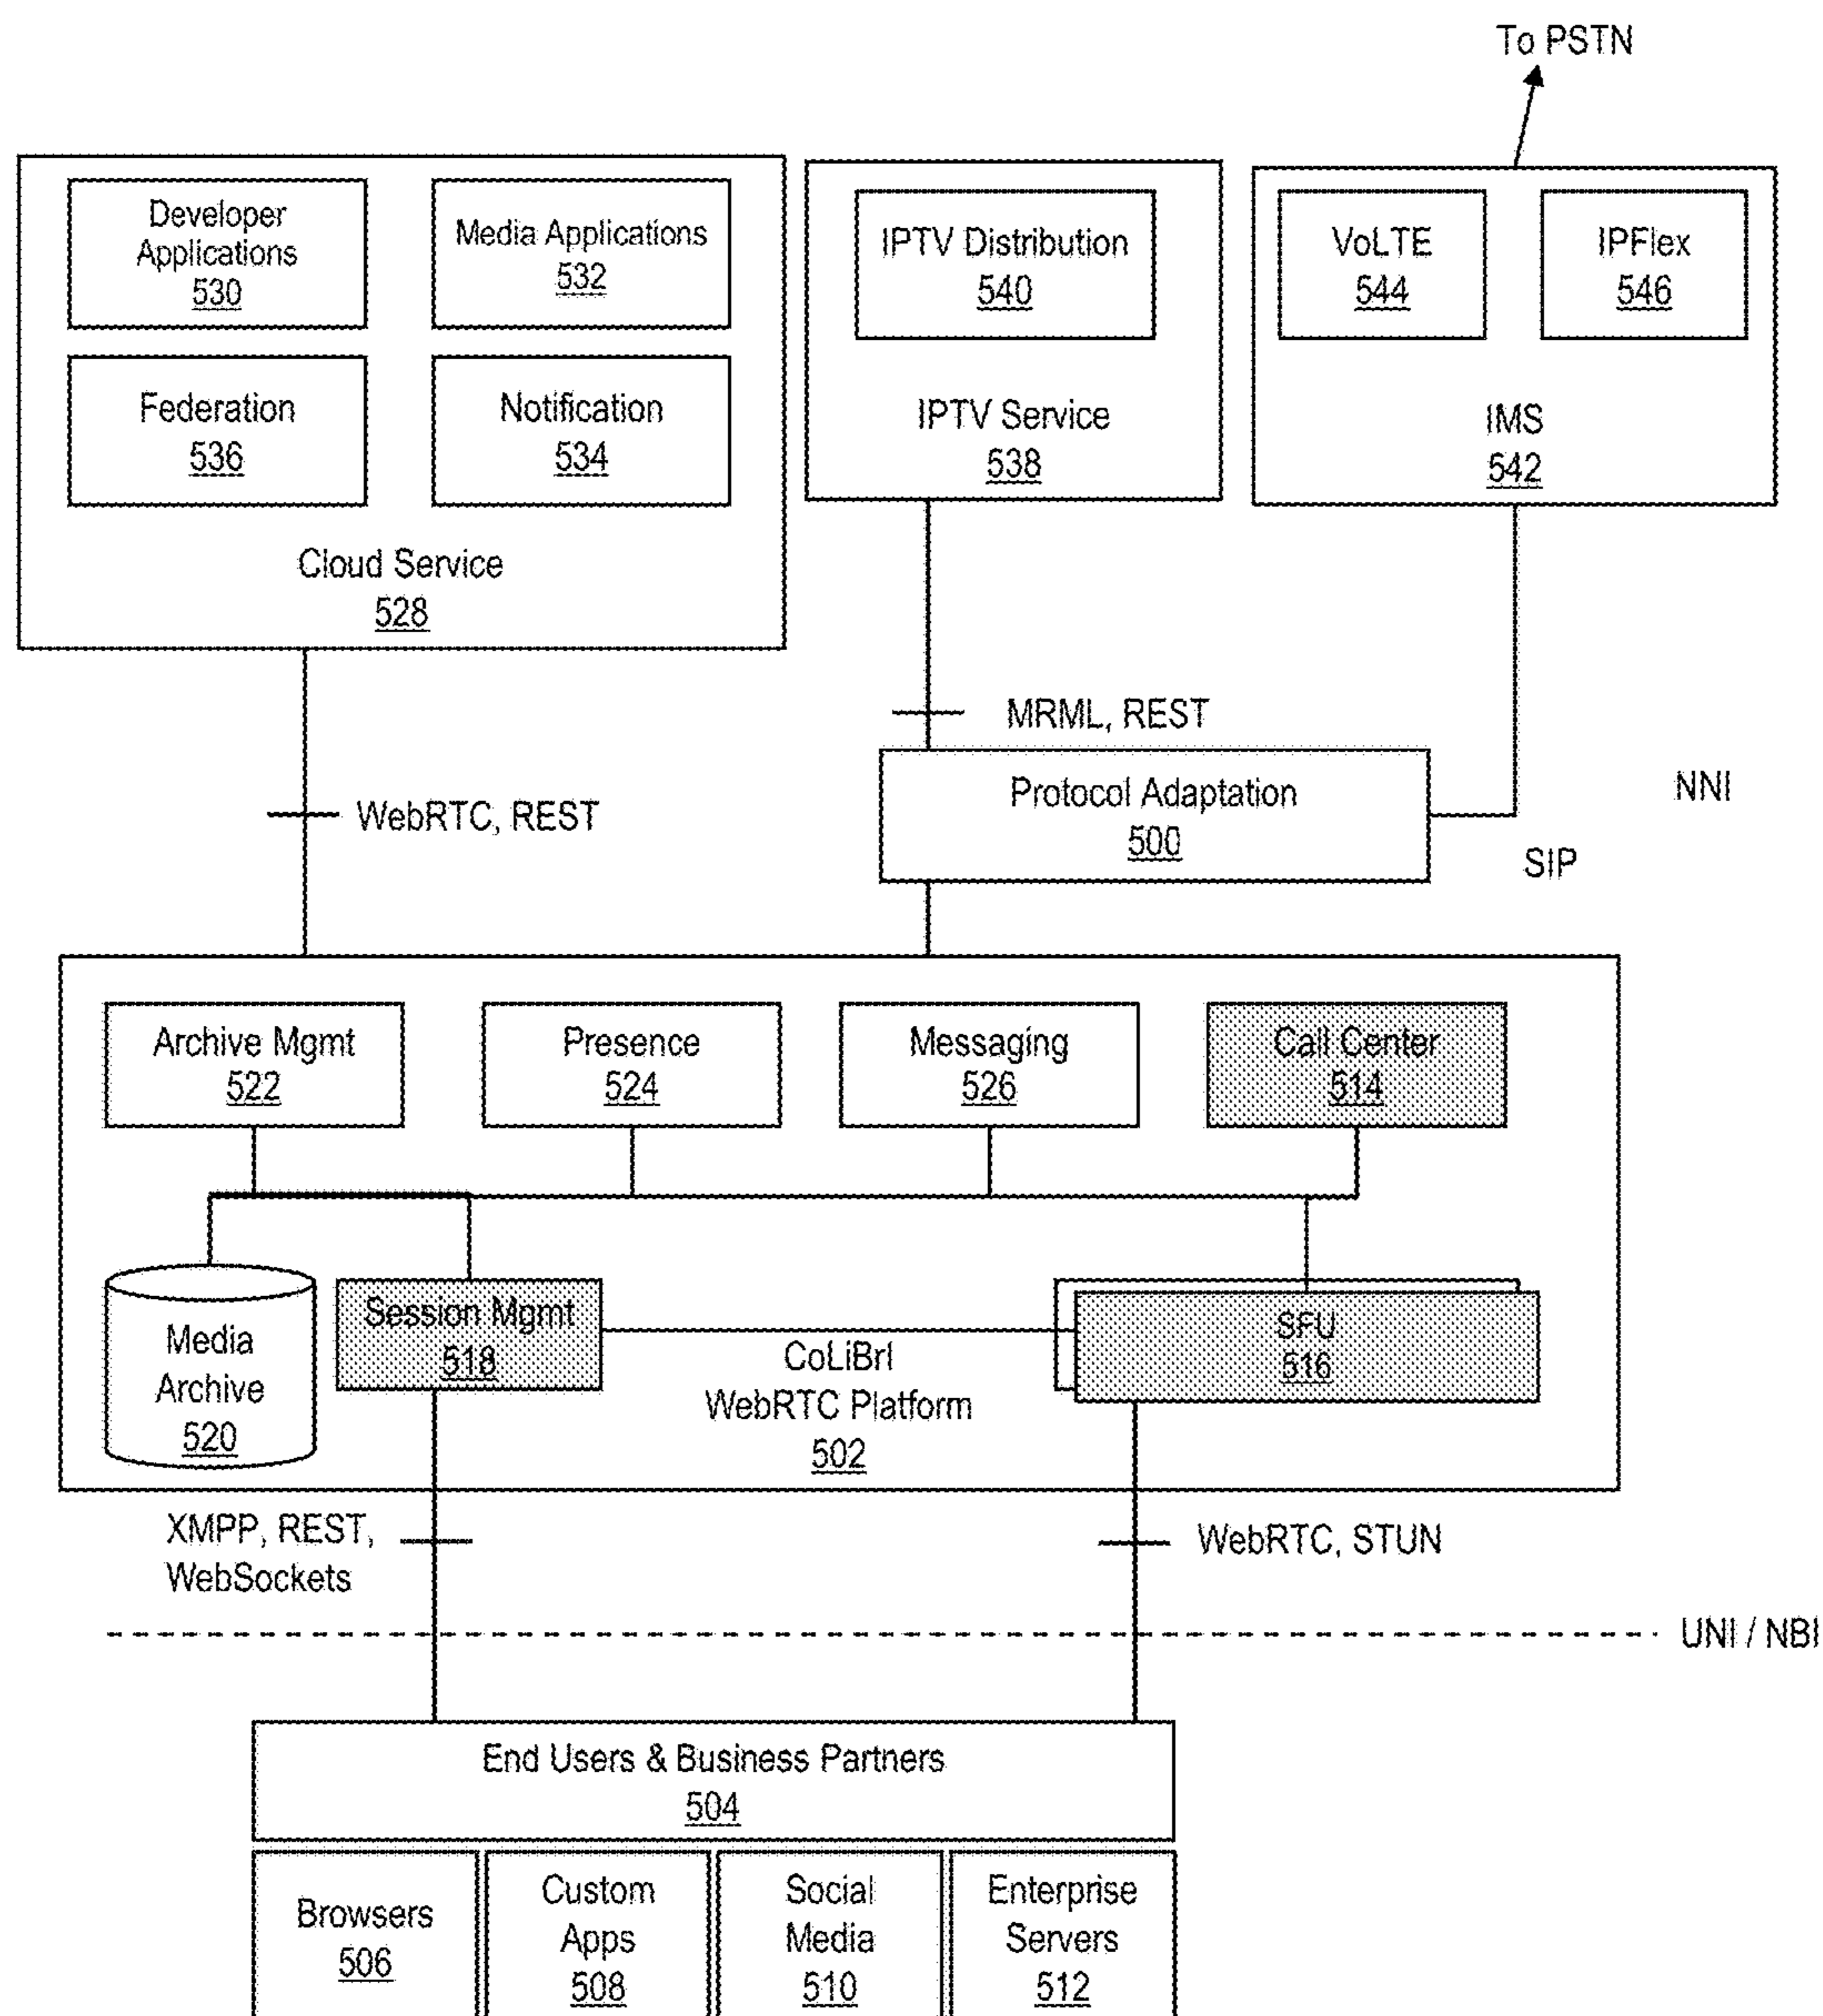 To PSTN
Developer
Applications
530
Media Applications
532
Federation
536
Notification
534
Cloud Service
528
IPTV Distribution
540
IPTV Service
538
VoLTE
544
IPFlex
546
IMS
542
MRML, REST
WebRTC, REST
Protocol Adaptation
500
NNI
SIP
Archive Mgmt
522
Presence
524
Messaging
526
Call Center
514
Media
Archive
520
Session Mgmt
518
CoLiBrI
WebRTC Platform
502
SFU
516
XMPP, REST,
WebSockets
WebRTC, STUN
UNI / NBI
End Users & Business Partners
504
Browsers
506
Custom
Apps
508
Social
Media
510
Enterprise
Servers
512